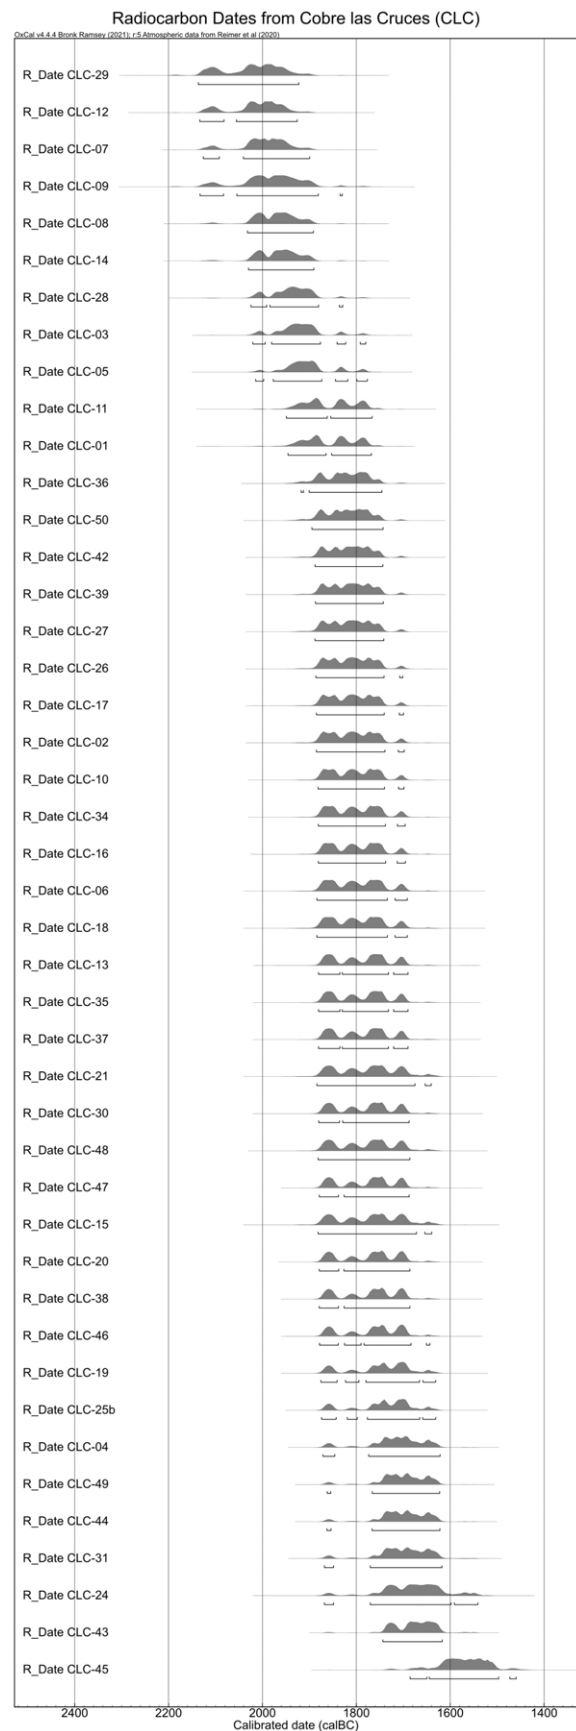 Radiocarbon Dates from Cobre las Cruces (CLC)
OxCal v4.4.4 Bronk Ramsey (2021); r:5 Atmospheric data from Reimer et al (2020)
R_Date CLC-29
R_Date CLC-12
R_Date CLC-07
R_Date CLC-09
R_Date CLC-08
R_Date CLC-14
R_Date CLC-28
R_Date CLC-03
R_Date CLC-05
R_Date CLC-11
R_Date CLC-01
R_Date CLC-36
R_Date CLC-50
R_Date CLC-42
R_Date CLC-39
R_Date CLC-27
R_Date CLC-26
R_Date CLC-17
R_Date CLC-02
R_Date CLC-10
R_Date CLC-34
R_Date CLC-16
R_Date CLC-06
R_Date CLC-18
R_Date CLC-13
R_Date CLC-35
R_Date CLC-37
R_Date CLC-21
R_Date CLC-30
R_Date CLC-48
R_Date CLC-47
R_Date CLC-15
R_Date CLC-20
R_Date CLC-38
R_Date CLC-46
R_Date CLC-19
R_Date CLC-25b
R_Date CLC-04
R_Date CLC-49
R_Date CLC-44
R_Date CLC-31
R_Date CLC-24
R_Date CLC-43
R_Date CLC-45
2400 2200 2000 1800 1600 1400
Calibrated date (calBC)